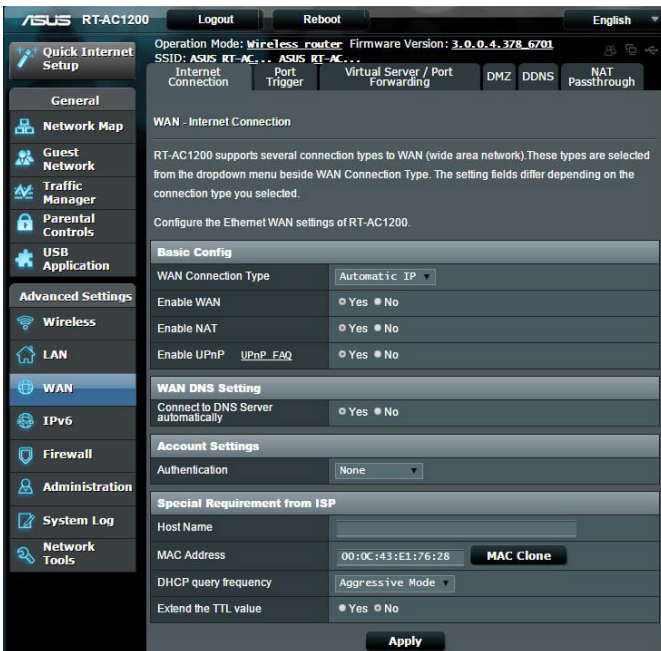 ASUS RT-AC1200 Logout Reboot English
Quick Internet Setup
General
Network Map
Guest Network
Traffic Manager
Parental Controls
USB Application
Advanced Settings
Wireless
LAN
WAN
IPv6
Firewall
Administration
System Log
Network Tools
Operation Mode: Wireless router Firmware Version: 3.0.0.4.378_6701
SSID: ASUS RT-AC... ASUS RT-AC...
Internet Connection Port Trigger Virtual Server / Port Forwarding DMZ DDNS NAT Passthrough
WAN - Internet Connection
RT-AC1200 supports several connection types to WAN (wide area network).These types are selected
from the dropdown menu beside WAN Connection Type. The setting fields differ depending on the
connection type you selected.
Configure the Ethernet WAN settings of RT-AC1200.
Basic Config
WAN Connection Type Automatic IP
Enable WAN Yes No
Enable NAT Yes No
Enable UPnP UPnP FAQ Yes No
WAN DNS Setting
Connect to DNS Server automatically Yes No
Account Settings
Authentication None
Special Requirement from ISP
Host Name
MAC Address 00:0C:43:E1:76:28 MAC Clone
DHCP query frequency Aggressive Mode
Extend the TTL value Yes No
Apply